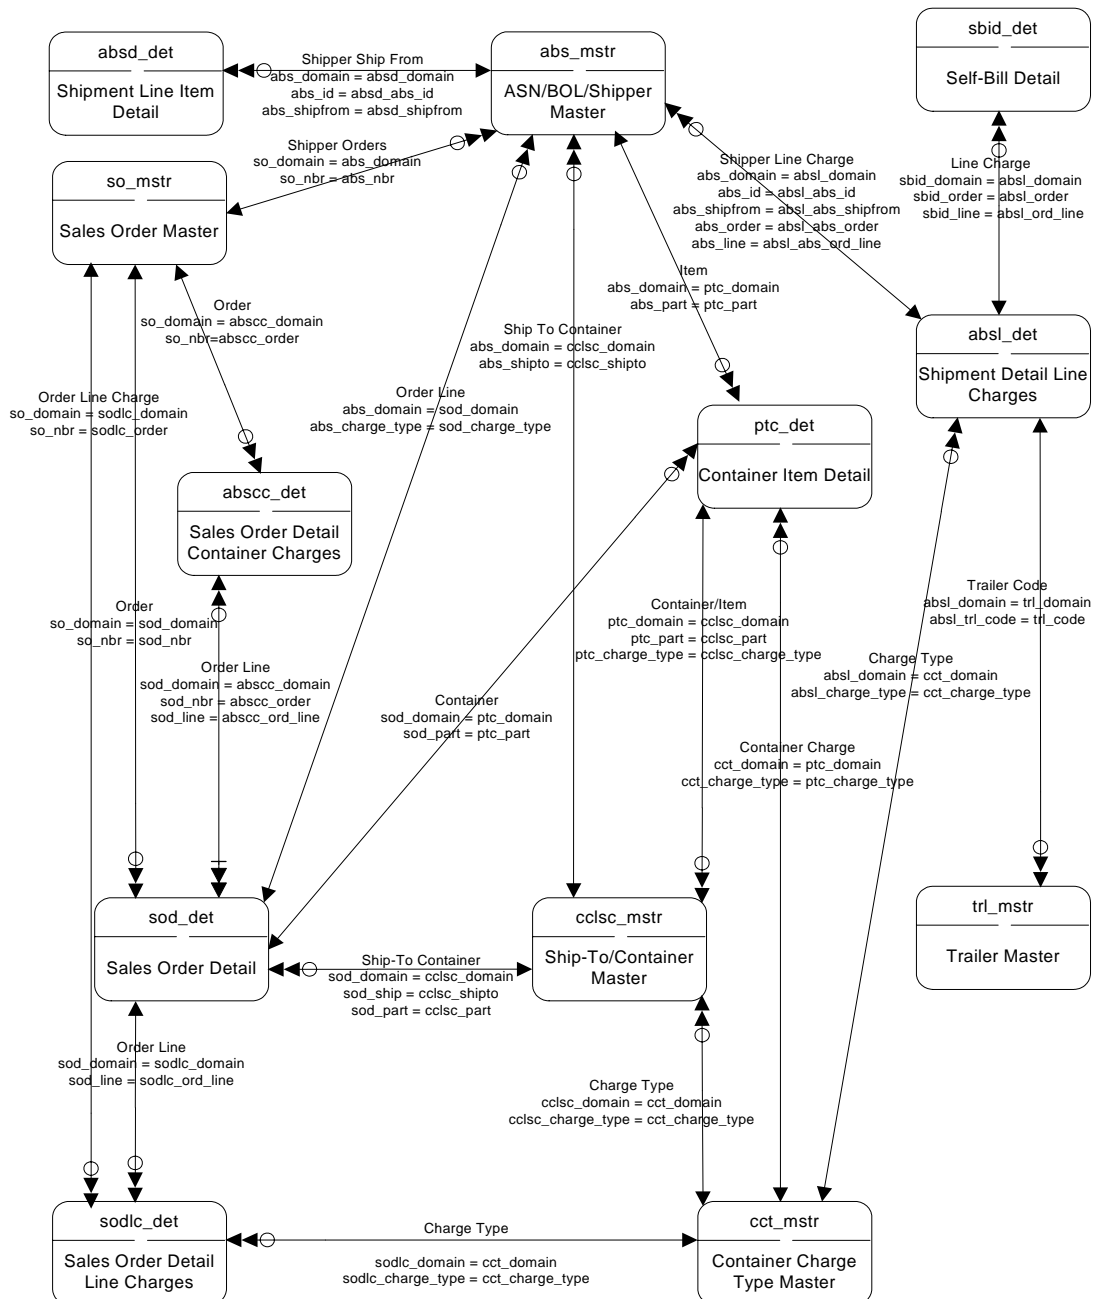 absd_det
Shipment Line Item
Detail
Shipper Ship From
abs_domain = absd_domain
abs_id = absd_abs_id
abs_shipfrom = absd_shipfrom
abs_mstr
ASN/BOL/Shipper
Master
sbid_det
Self-Bill Detail
Shipper Orders
so_domain = abs_domain
so_nbr = abs_nbr
so_mstr
Sales Order Master
Shipper Line Charge
abs_domain = absl_domain
abs_id = absl_abs_id
abs_shipfrom = absl_abs_shipfrom
abs_order = absl_abs_order
abs_line = absl_abs_ord_line
Line Charge
sbid_domain = absl_domain
sbid_order = absl_order
sbid_line = absl_ord_line
Item
abs_domain = ptc_domain
abs_part = ptc_part
Order
so_domain = abscc_domain
so_nbr=abscc_order
Ship To Container
abs_domain = cclsc_domain
abs_shipto = cclsc_shipto
absl_det
Shipment Detail Line
Charges
Order Line Charge
so_domain = sodlc_domain
so_nbr = sodlc_order
Order Line
abs_domain = sod_domain
abs_charge_type = sod_charge_type
ptc_det
Container Item Detail
abscc_det
Sales Order Detail
Container Charges
Order
so_domain = sod_domain
so_nbr = sod_nbr
Container/Item
ptc_domain = cclsc_domain
ptc_part = cclsc_part
ptc_charge_type = cclsc_charge_type
Trailer Code
absl_domain = trl_domain
absl_trl_code = trl_code
Order Line
sod_domain = abscc_domain
sod_nbr = abscc_order
sod_line = abscc_ord_line
Charge Type
absl_domain = cct_domain
absl_charge_type = cct_charge_type
Container
sod_domain = ptc_domain
sod_part = ptc_part
Container Charge
cct_domain = ptc_domain
cct_charge_type = ptc_charge_type
sod_det
Sales Order Detail
Ship-To Container
sod_domain = cclsc_domain
sod_ship = cclsc_shipto
sod_part = cclsc_part
cclsc_mstr
Ship-To/Container
Master
trl_mstr
Trailer Master
Order Line
sod_domain = sodlc_domain
sod_line = sodlc_ord_line
Charge Type
cclsc_domain = cct_domain
cclsc_charge_type = cct_charge_type
sodlc_det
Sales Order Detail
Line Charges
Charge Type
sodlc_domain = cct_domain
sodlc_charge_type = cct_charge_type
cct_mstr
Container Charge
Type Master